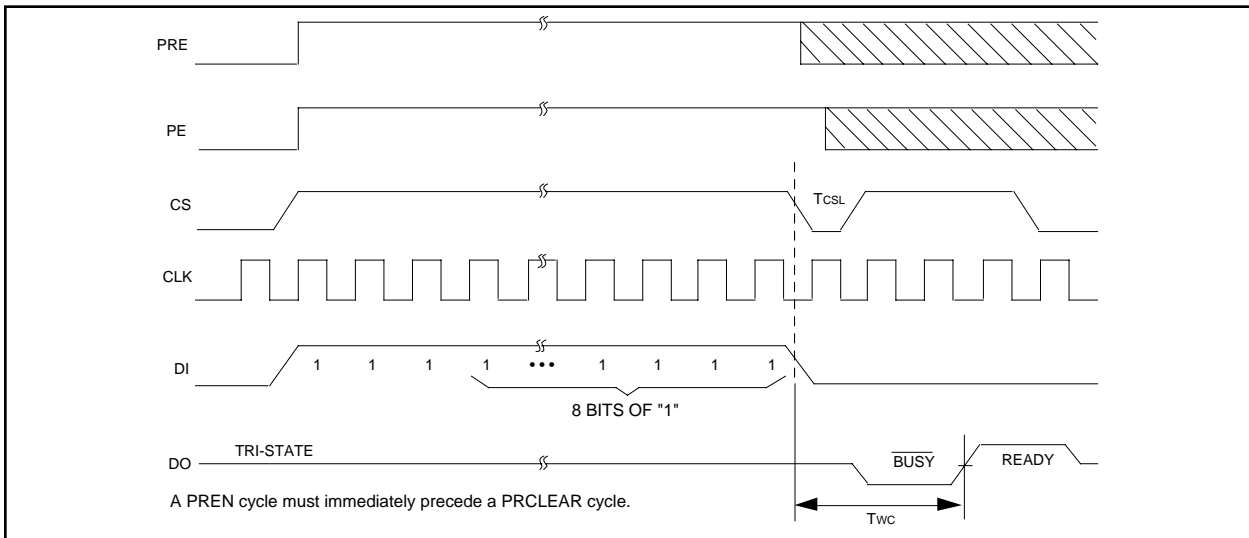 PRE
PE
CS
TCSL
CLK
DI
1 1 1 1 ••• 1 1 1 1
8 BITS OF "1"
DO
TRI-STATE
BUSY
READY
A PREN cycle must immediately precede a PRCLEAR cycle.
TWC